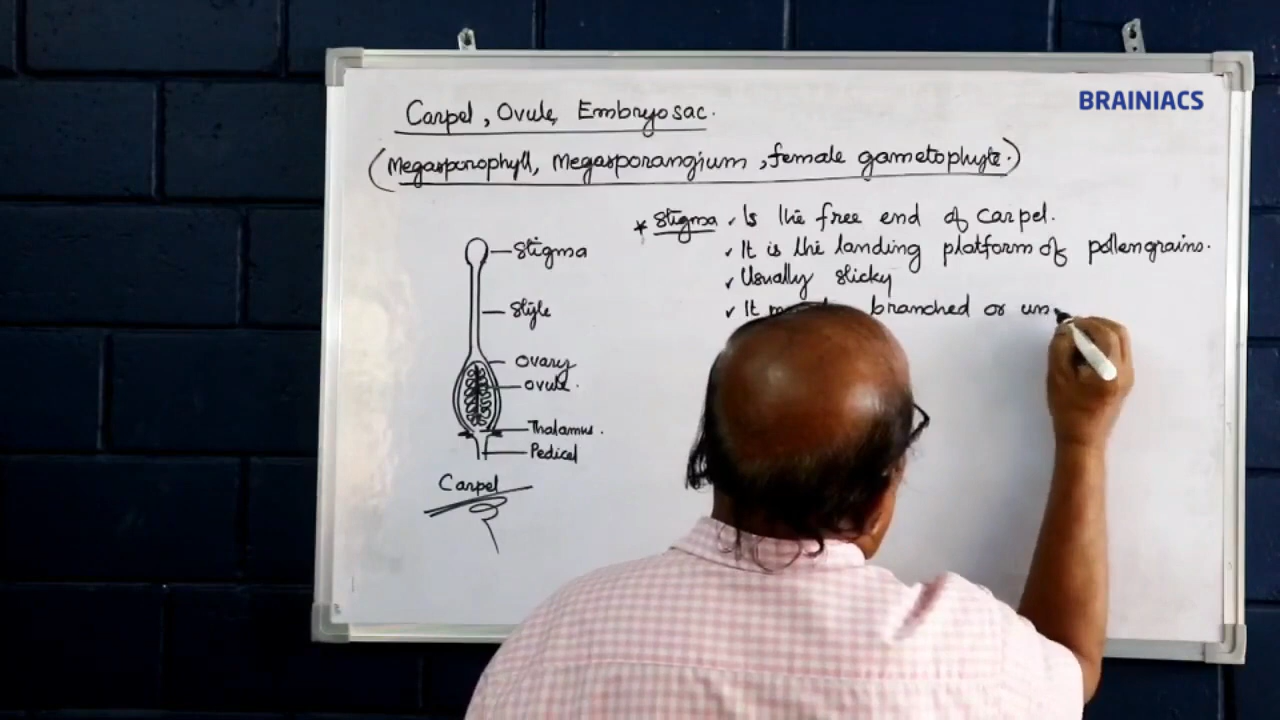 BRAINIACS
Carpel, Ovule, Embryosac.
(Megasporophyll, Megasporangium, female gametophyte.)
* Stigma ✓ Is the free end of carpel.
✓ It is the landing platform of pollengrains.
✓ Usually sticky
✓ It branched or un
Stigma
Style
Ovary
Ovule.
Thalamus.
Pedicel
Carpel